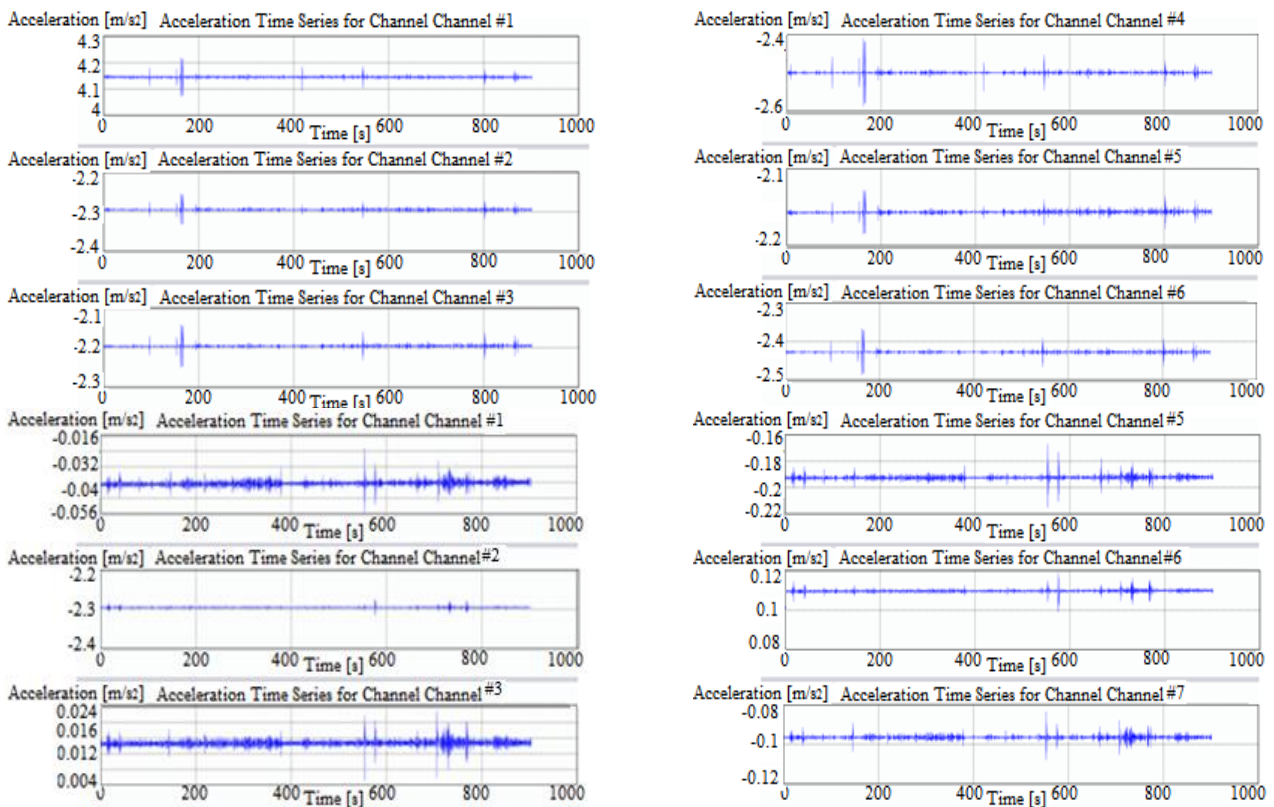 Acceleration [m/s2] Acceleration Time Series for Channel Channel #1
4.3
4.2
4.1
4
0 200 400 600 800 1000
Time [s]
Acceleration [m/s2] Acceleration Time Series for Channel Channel #2
-2.2
-2.3
-2.4
0 200 400 600 800 1000
Time [s]
Acceleration [m/s2] Acceleration Time Series for Channel Channel #3
-2.1
-2.2
-2.3
0 200 400 600 800 1000
Time [s]
Acceleration [m/s2] Acceleration Time Series for Channel Channel #1
-0.016
-0.032
-0.04
-0.056
0 200 400 600 800 1000
Time [s]
Acceleration [m/s2] Acceleration Time Series for Channel Channel#2
-2.2
-2.3
-2.4
0 200 400 600 800 1000
Time [s]
Acceleration [m/s2] Acceleration Time Series for Channel Channel #3
0.024
0.016
0.012
0.004
0 200 400 600 800 1000
Time [s]
Acceleration [m/s2] Acceleration Time Series for Channel Channel #4
-2.4
-2.6
0 200 400 600 800 1000
Time [s]
Acceleration [m/s2] Acceleration Time Series for Channel Channel #5
-2.1
-2.2
0 200 400 600 800 1000
Time [s]
Acceleration [m/s2] Acceleration Time Series for Channel Channel #6
-2.3
-2.4
-2.5
0 200 400 600 800 1000
Time [s]
Acceleration [m/s2] Acceleration Time Series for Channel Channel #5
-0.16
-0.18
-0.2
-0.22
0 200 400 600 800 1000
Time [s]
Acceleration [m/s2] Acceleration Time Series for Channel Channel#6
0.12
0.1
0.08
0 200 400 600 800 1000
Time [s]
Acceleration [m/s2] Acceleration Time Series for Channel Channel #7
-0.08
-0.1
-0.12
0 200 400 600 800 1000
Time [s]